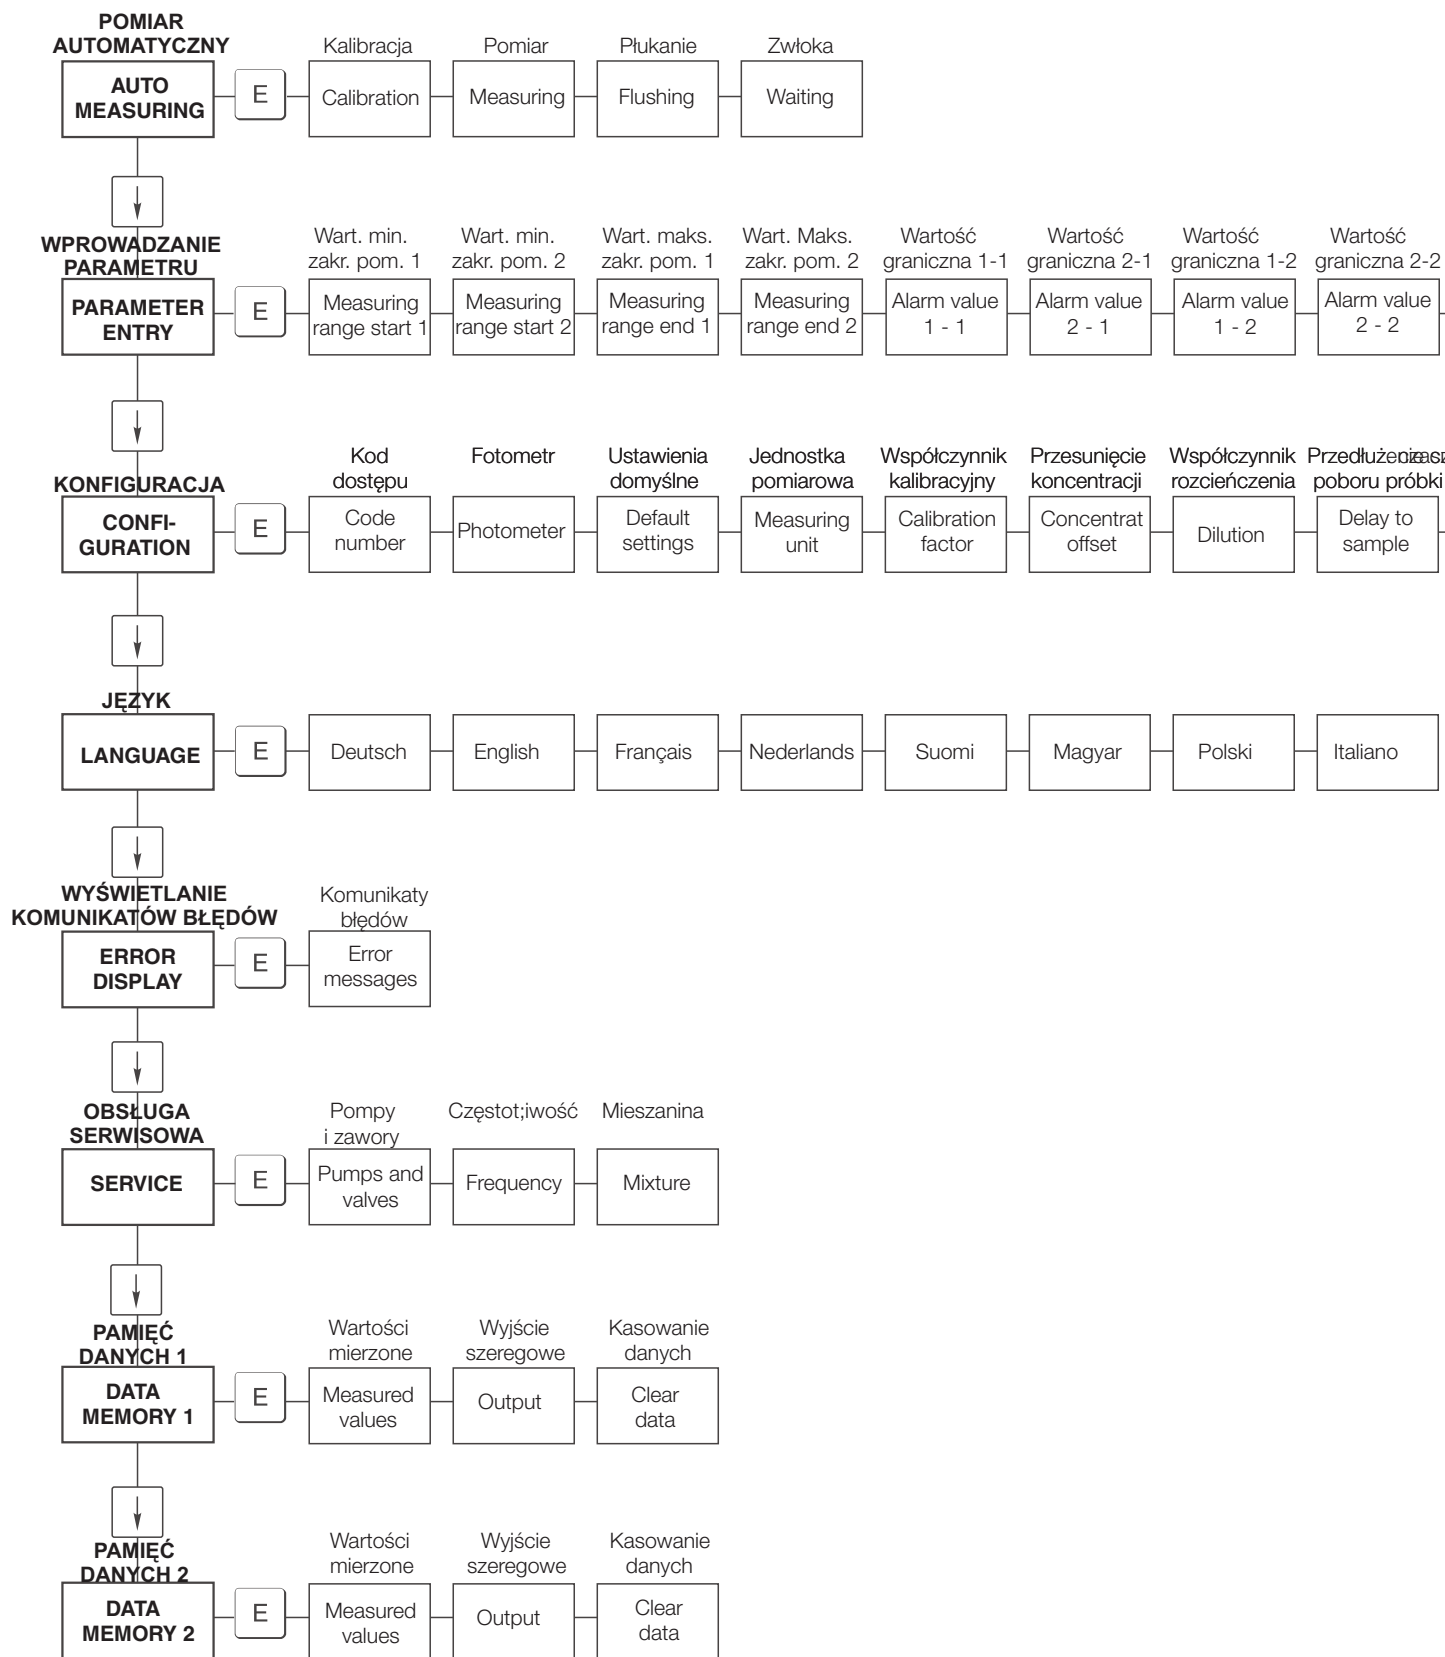 POMIAR
AUTOMATYCZNY
Kalibracja
Pomiar
Płukanie
Zwłoka
AUTO
MEASURING
E
Calibration
Measuring
Flushing
Waiting
WPROWADZANIE
PARAMETRU
Wart. min.
zakr. pom. 1
Wart. min.
zakr. pom. 2
Wart. maks.
zakr. pom. 1
Wart. Maks.
zakr. pom. 2
Wartość
graniczna 1-1
Wartość
graniczna 2-1
Wartość
graniczna 1-2
Wartość
graniczna 2-2
PARAMETER
ENTRY
E
Measuring
range start 1
Measuring
range start 2
Measuring
range end 1
Measuring
range end 2
Alarm value
1 - 1
Alarm value
2 - 1
Alarm value
1 - 2
Alarm value
2 - 2
KONFIGURACJA
Kod
dostępu
Fotometr
Ustawienia
domyślne
Jednostka
pomiarowa
Współczynnik
kalibracyjny
Przesunięcie
koncentracji
Współczynnik
rozcieńczenia
poboru próbki
CONFI-
GURATION
E
Code
number
Photometer
Default
settings
Measuring
unit
Calibration
factor
Concentrat
offset
Dilution
Delay to
sample
JĘZYK
LANGUAGE
E
Deutsch
English
Français
Nederlands
Suomi
Magyar
Polski
Italiano
WYŚWIETLANIE
KOMUNIKATÓW BŁĘDÓW
Komunikaty
błędów
ERROR
DISPLAY
E
Error
messages
OBSŁUGA
SERWISOWA
Pompy
i zawory
Częstot;iwość
Mieszanina
SERVICE
E
Pumps and
valves
Frequency
Mixture
PAMIĘĆ
DANYCH 1
Wartości
mierzone
Wyjście
szeregowe
Kasowanie
danych
DATA
MEMORY 1
E
Measured
values
Output
Clear
data
PAMIĘĆ
DANYCH 2
Wartości
mierzone
Wyjście
szeregowe
Kasowanie
danych
DATA
MEMORY 2
E
Measured
values
Output
Clear
data